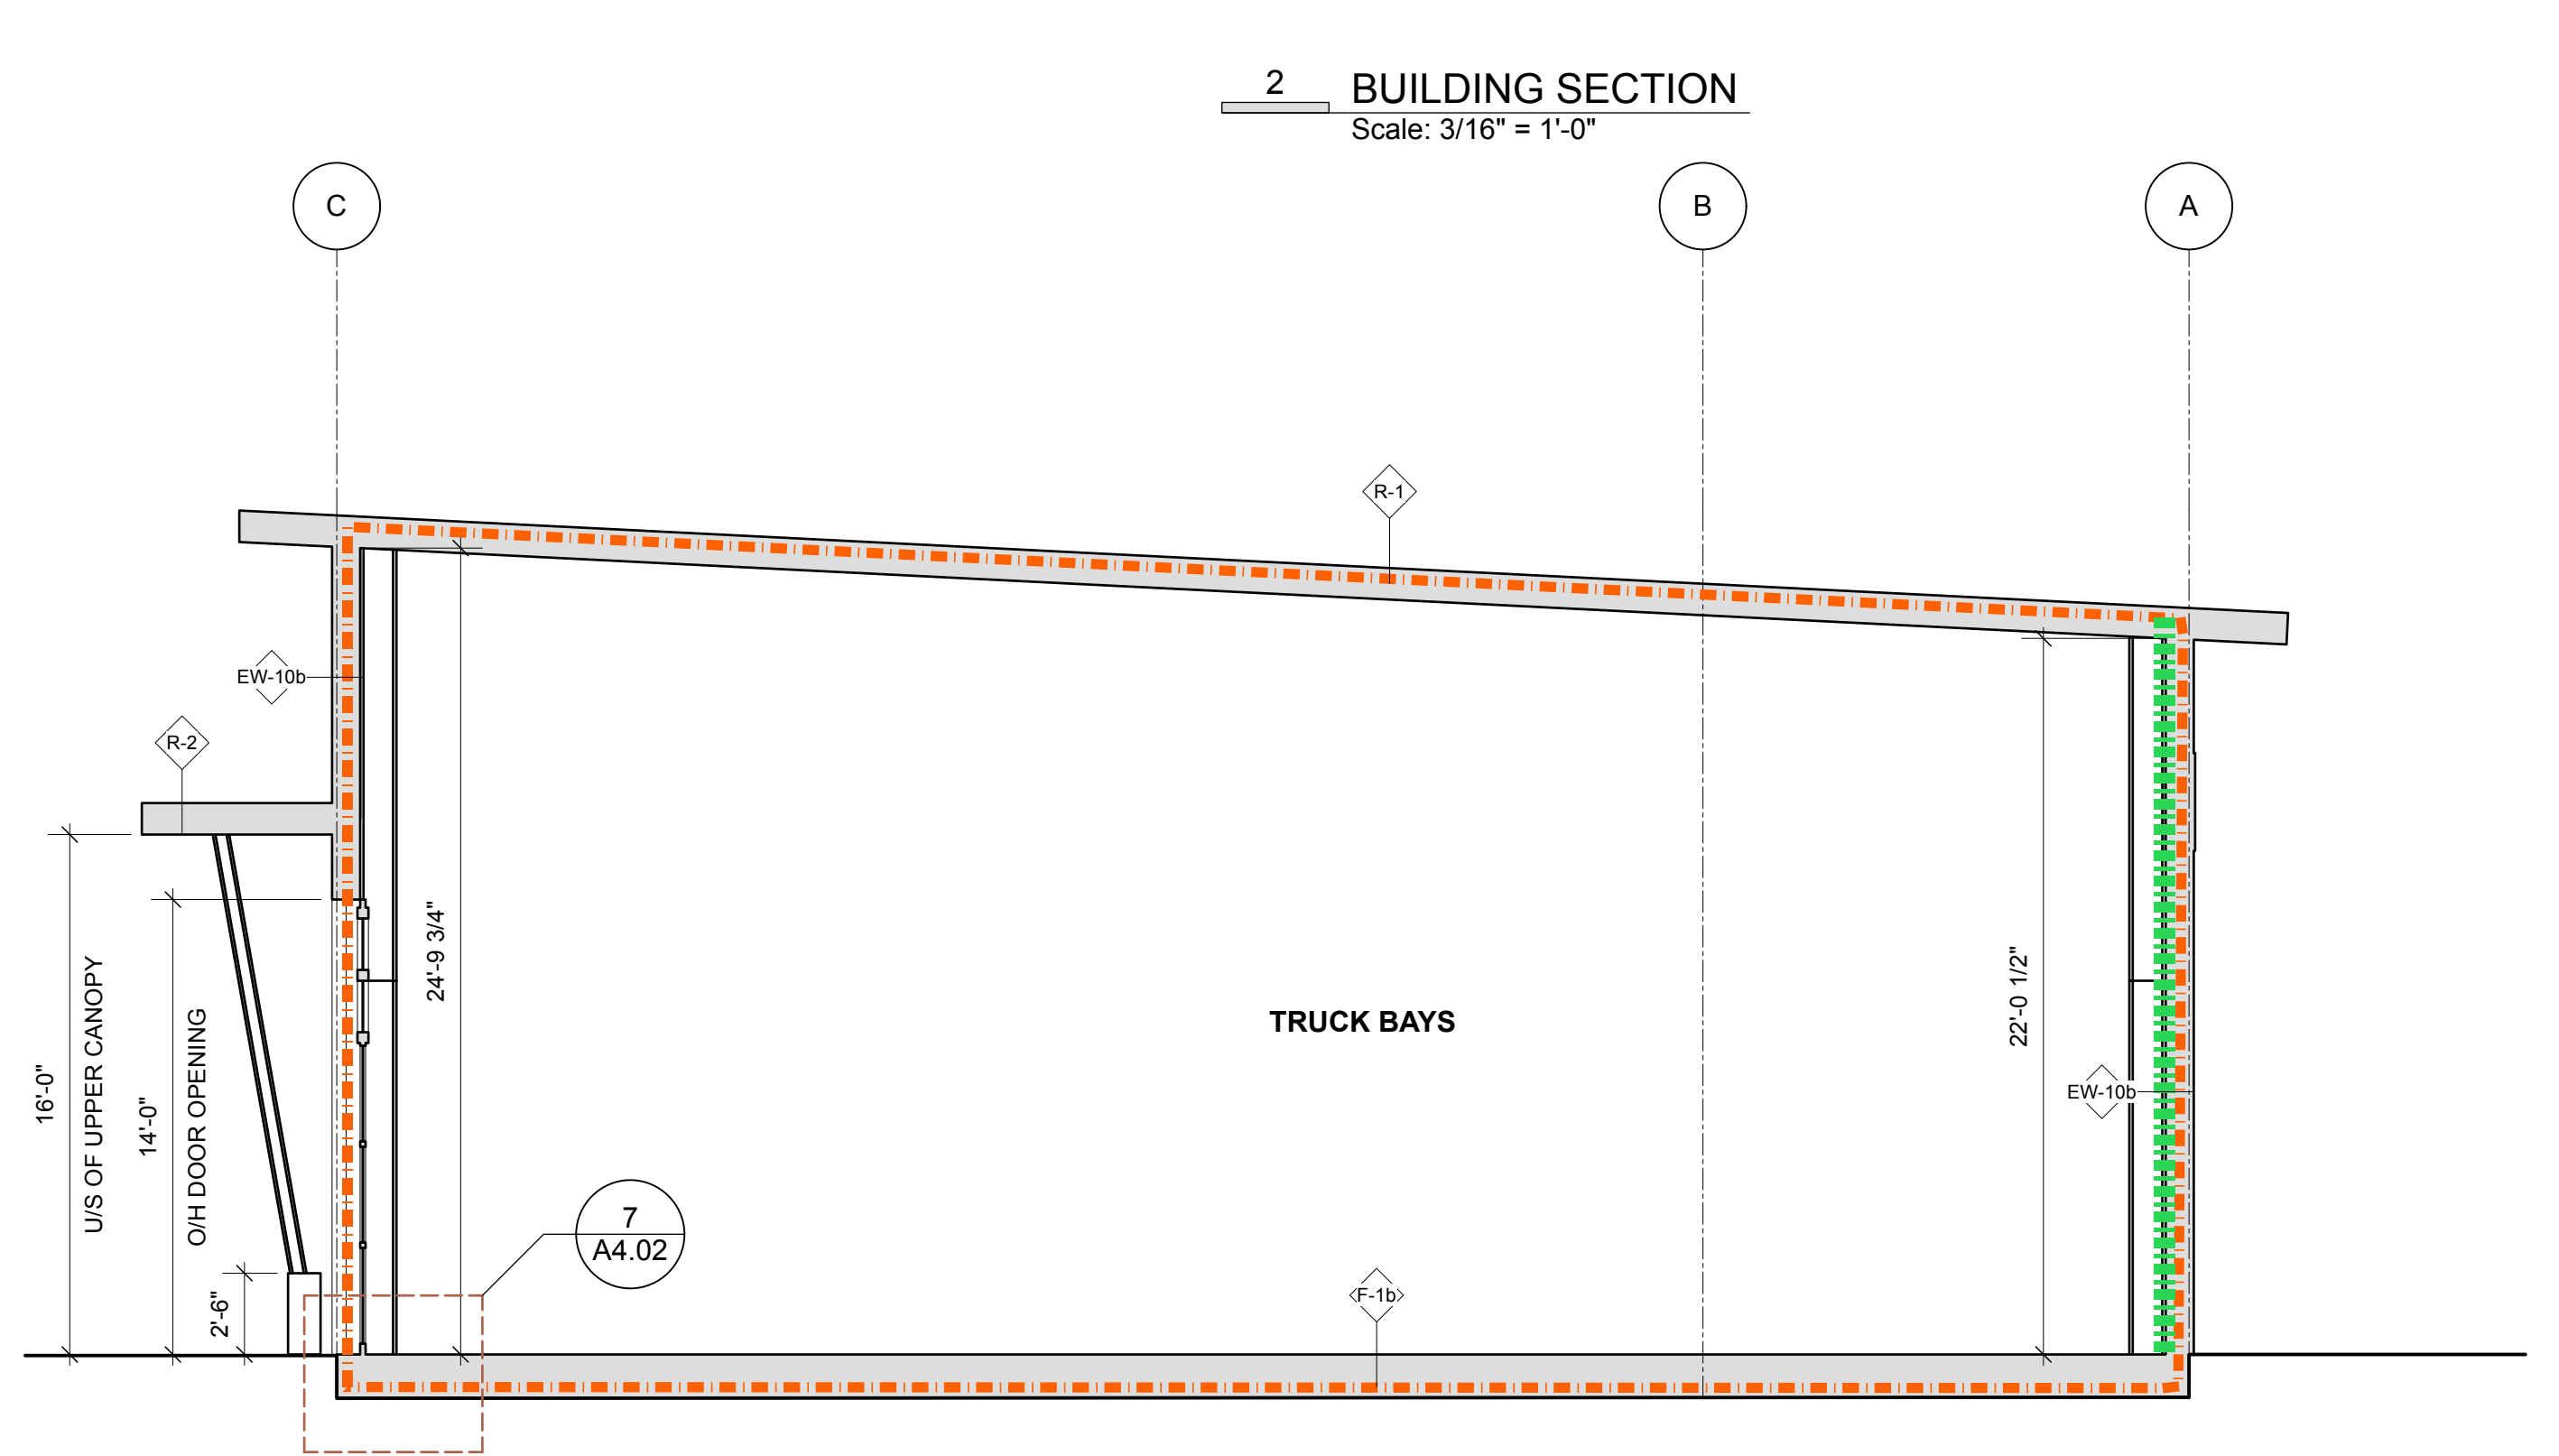 2
BUILDING SECTION
Scale: 3/16" = 1'-0"
C
B
A
R-1
EW-10b
R-2
24'-9 3/4"
16'-0"
U/S OF UPPER CANOPY
14'-0"
O/H DOOR OPENING
2'-6"
TRUCK BAYS
22'-0 1/2"
EW-10b
7
A4.02
F-1b